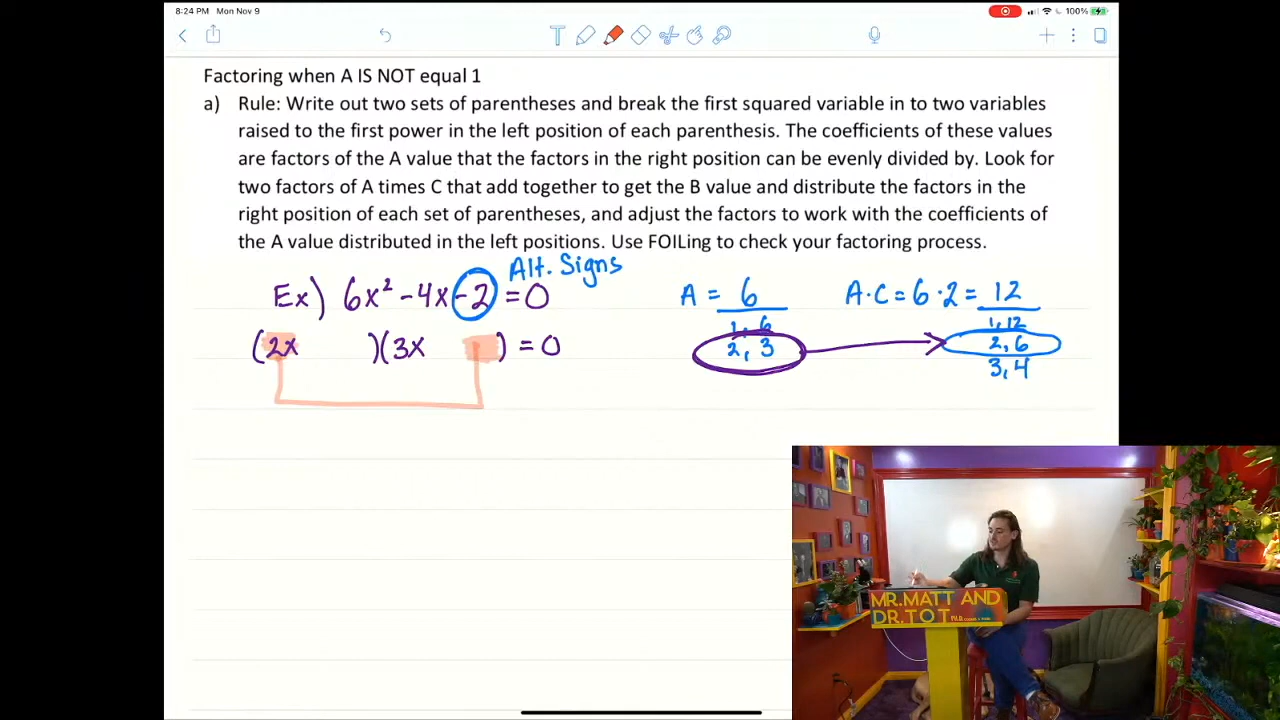 8:24 PM Mon Nov 9
100%
Factoring when A IS NOT equal 1
a) Rule: Write out two sets of parentheses and break the first squared variable in to two variables
raised to the first power in the left position of each parenthesis. The coefficients of these values
are factors of the A value that the factors in the right position can be evenly divided by. Look for
two factors of A times C that add together to get the B value and distribute the factors in the
right position of each set of parentheses, and adjust the factors to work with the coefficients of
the A value distributed in the left positions. Use FOILing to check your factoring process.
Alt. Signs
Ex) 6x² -4x-2 =0
A = 6
A·C = 6·2 = 12
1, 6
1, 12
( 2x )( 3x ) = 0
2, 3
2, 6
3, 4
MR.MATT AND
DR.TOT